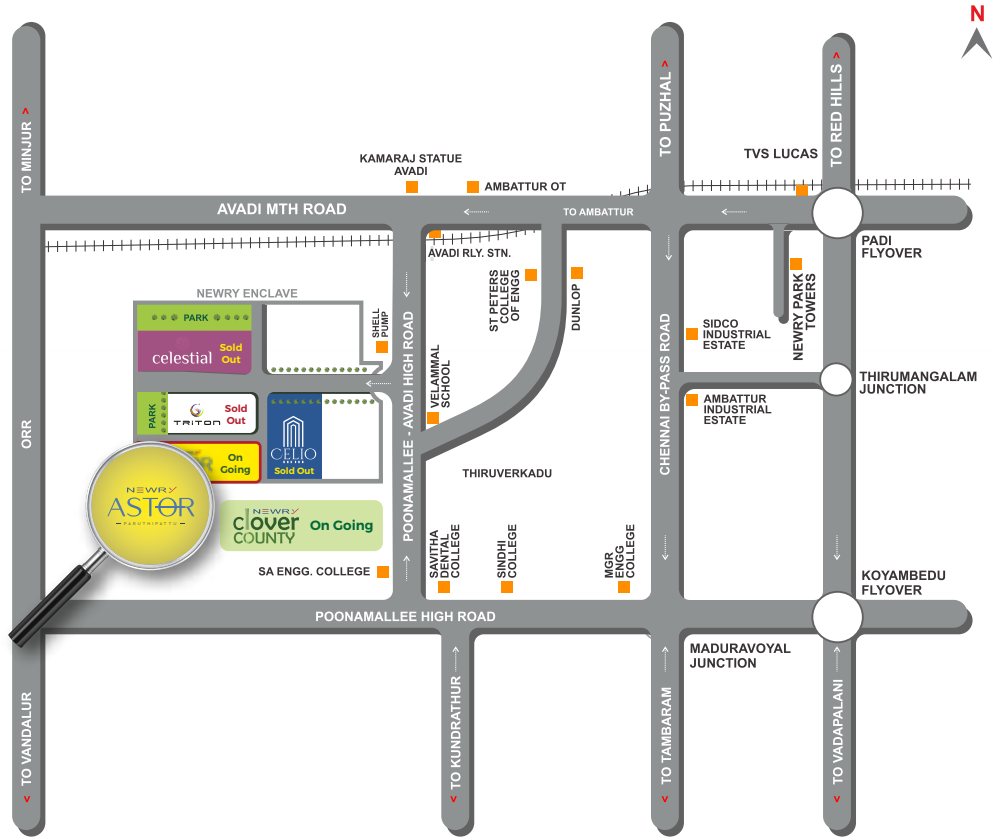 N
TO MINJUR >
TO PUZHAL >
TO RED HILLS >
TVS LUCAS
KAMARAJ STATUE
AVADI
AMBATTUR OT
AVADI MTH ROAD
TO AMBATTUR
PADI
FLYOVER
AVADI RLY. STN.
ST PETERS
COLLEGE
OF ENGG
DUNLOP
NEWRY PARK
TOWERS
NEWRY ENCLAVE
SHELL
PUMP
PARK
celestial
Sold
Out
POONAMALLEE - AVADI HIGH ROAD
CHENNAI BY-PASS ROAD
SIDCO
INDUSTRIAL
ESTATE
VELAMMAL
SCHOOL
THIRUMANGALAM
JUNCTION
AMBATTUR
INDUSTRIAL
ESTATE
PARK
TRITON
Sold
Out
CELIO
Sold Out
ORR
On
Going
THIRUVERKADU
NEWRY
ASTOR
PARUTHIPATTU
NEWRY
clover
COUNTY
On Going
SAVITHA
DENTAL
COLLEGE
SINDHI
COLLEGE
MGR
ENGG
COLLEGE
SA ENGG. COLLEGE
KOYAMBEDU
FLYOVER
POONAMALLEE HIGH ROAD
MADURAVOYAL
JUNCTION
< TO VANDALUR
< TO KUNDRATHUR
< TO TAMBARAM
< TO VADAPALANI